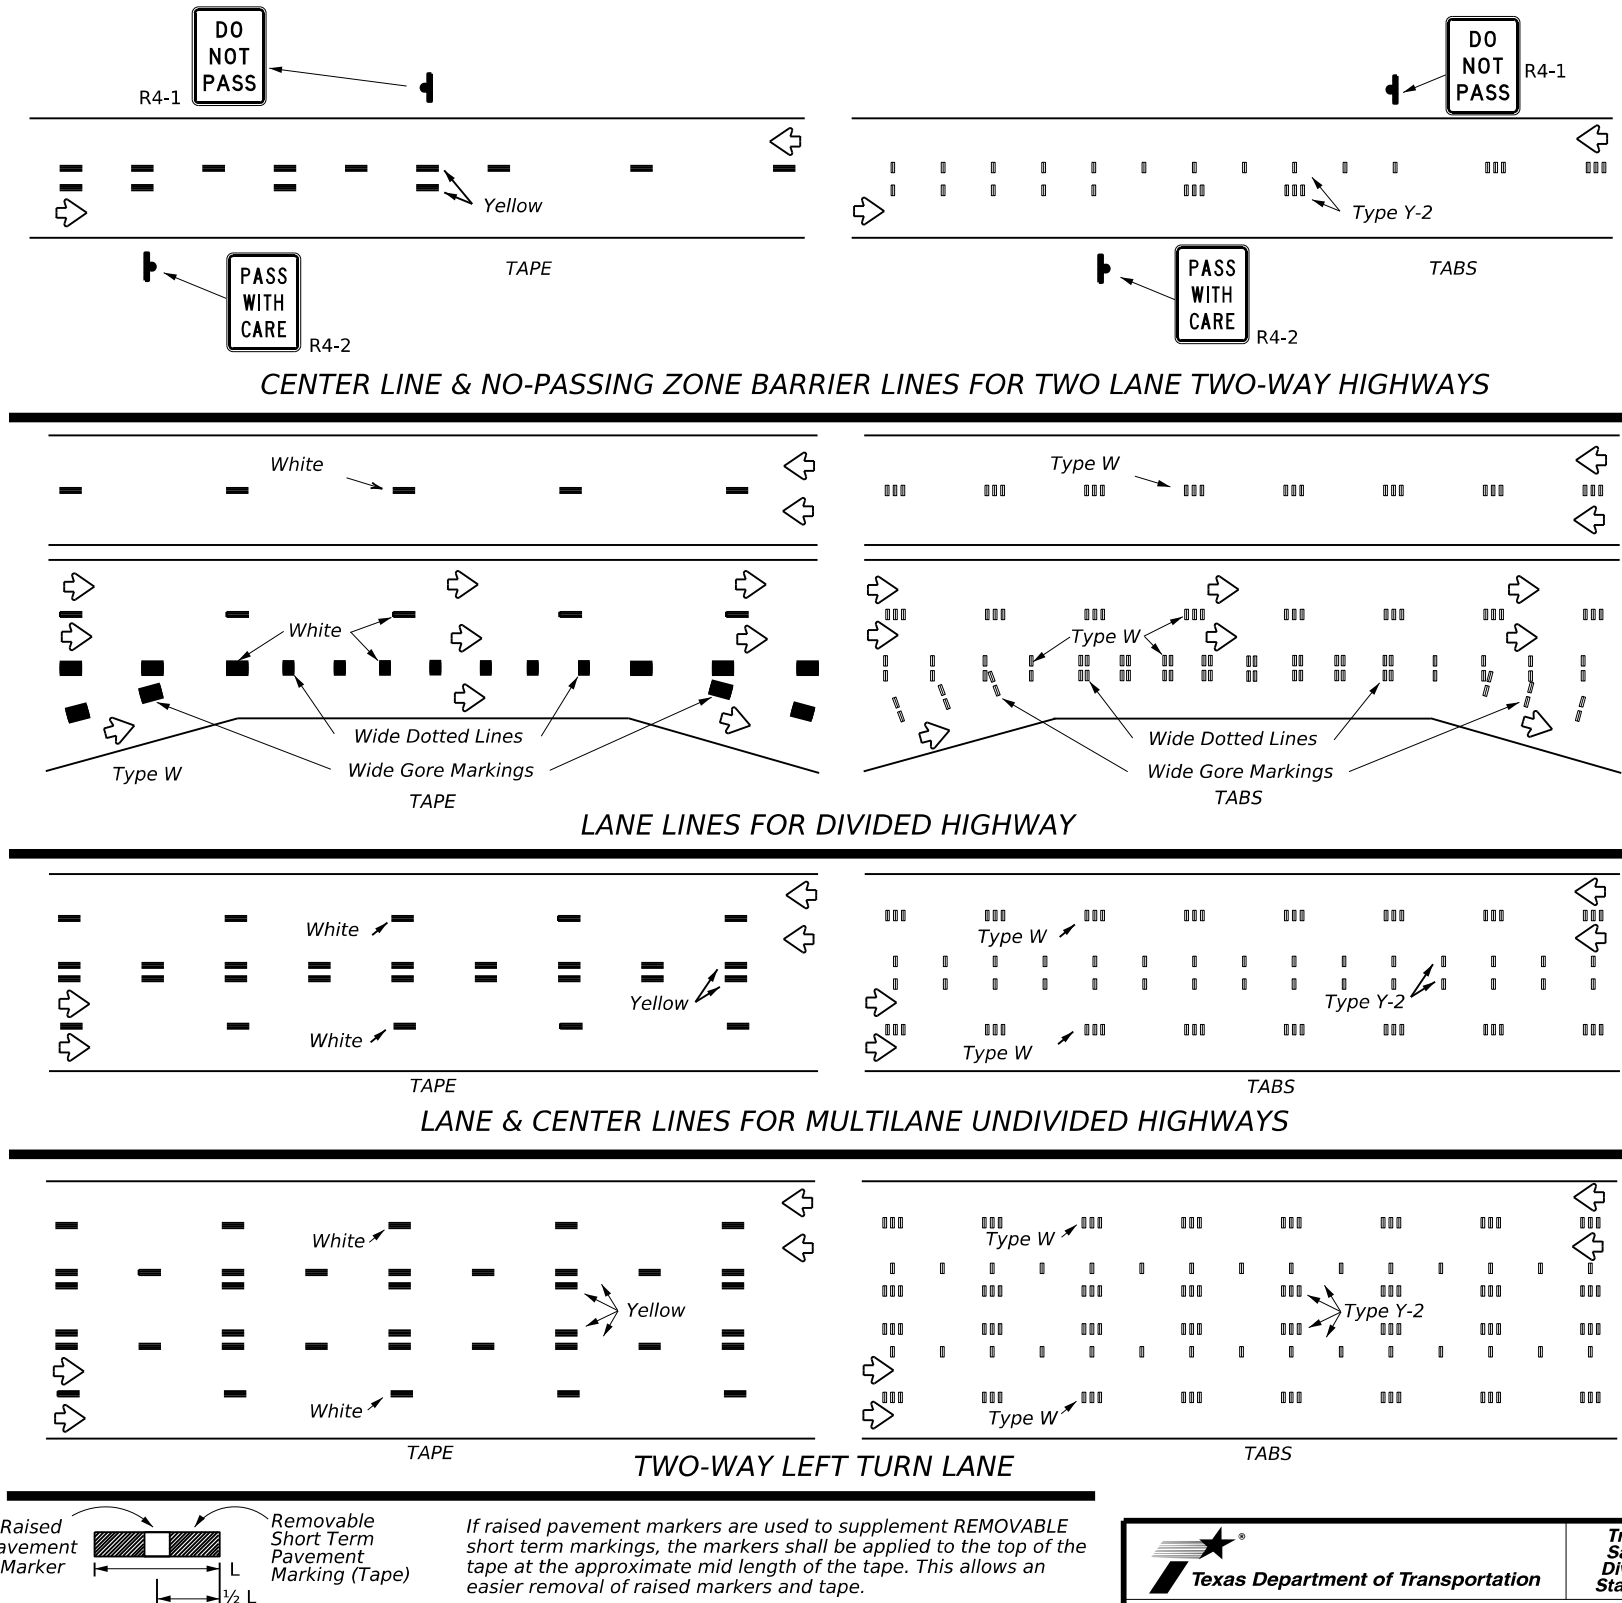 DO
NOT
PASS
R4-1
DO
NOT
PASS
R4-1
Yellow
Type Y-2
TAPE
TABS
PASS
WITH
CARE
R4-2
PASS
WITH
CARE
R4-2
CENTER LINE & NO-PASSING ZONE BARRIER LINES FOR TWO LANE TWO-WAY HIGHWAYS
White
Type W
White
Type W
Wide Dotted Lines
Wide Dotted Lines
Type W
Wide Gore Markings
Wide Gore Markings
TAPE
TABS
LANE LINES FOR DIVIDED HIGHWAY
White
Type W
Yellow
Type Y-2
White
Type W
TAPE
TABS
LANE & CENTER LINES FOR MULTILANE UNDIVIDED HIGHWAYS
White
Type W
Yellow
Type Y-2
White
Type W
TAPE
TABS
TWO-WAY LEFT TURN LANE
Raised
avement
Marker
Removable
Short Term
Pavement
Marking (Tape)
L
½ L
If raised pavement markers are used to supplement REMOVABLE
short term markings, the markers shall be applied to the top of the
tape at the approximate mid length of the tape. This allows an
easier removal of raised markers and tape.
®
Texas Department of Transportation